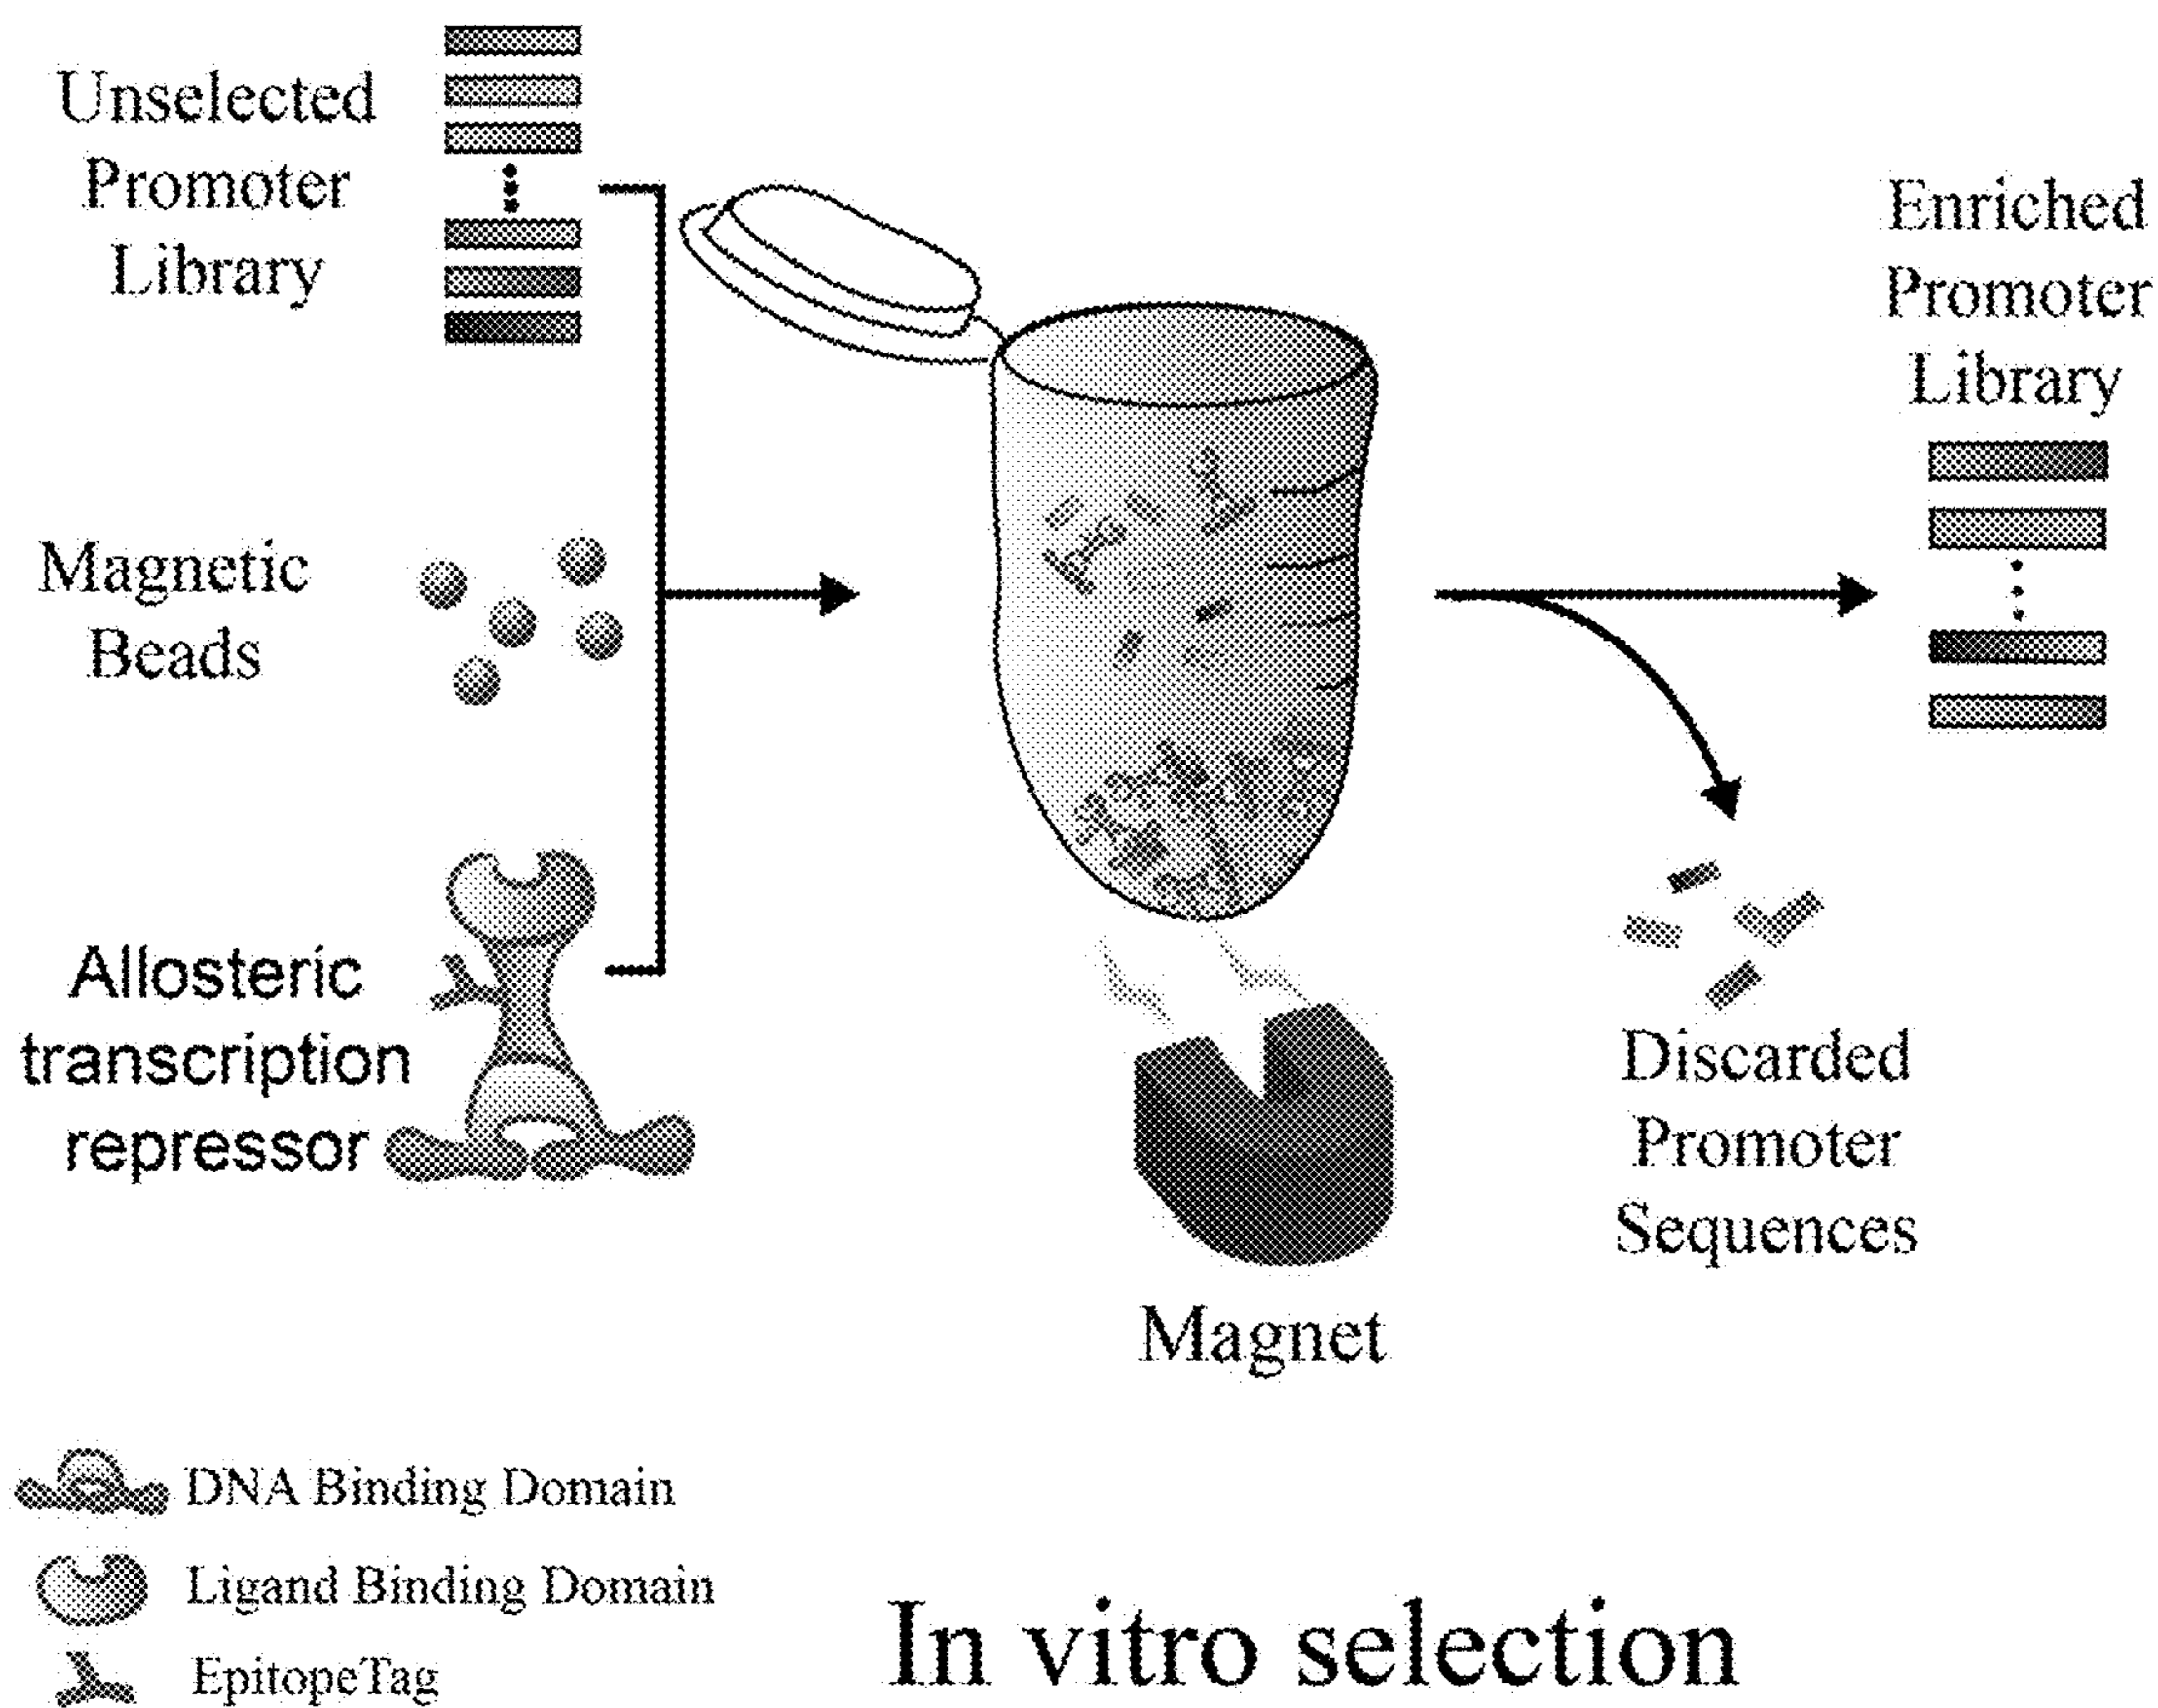 Unselected
Promoter
Library
Magnetic
Beads
Allosteric
transcription
repressor
Enriched
Promoter
Library
Discarded
Promoter
Sequences
Magnet
DNA Binding Domain
Ligand Binding Domain
EpitopeTag
In vitro selection